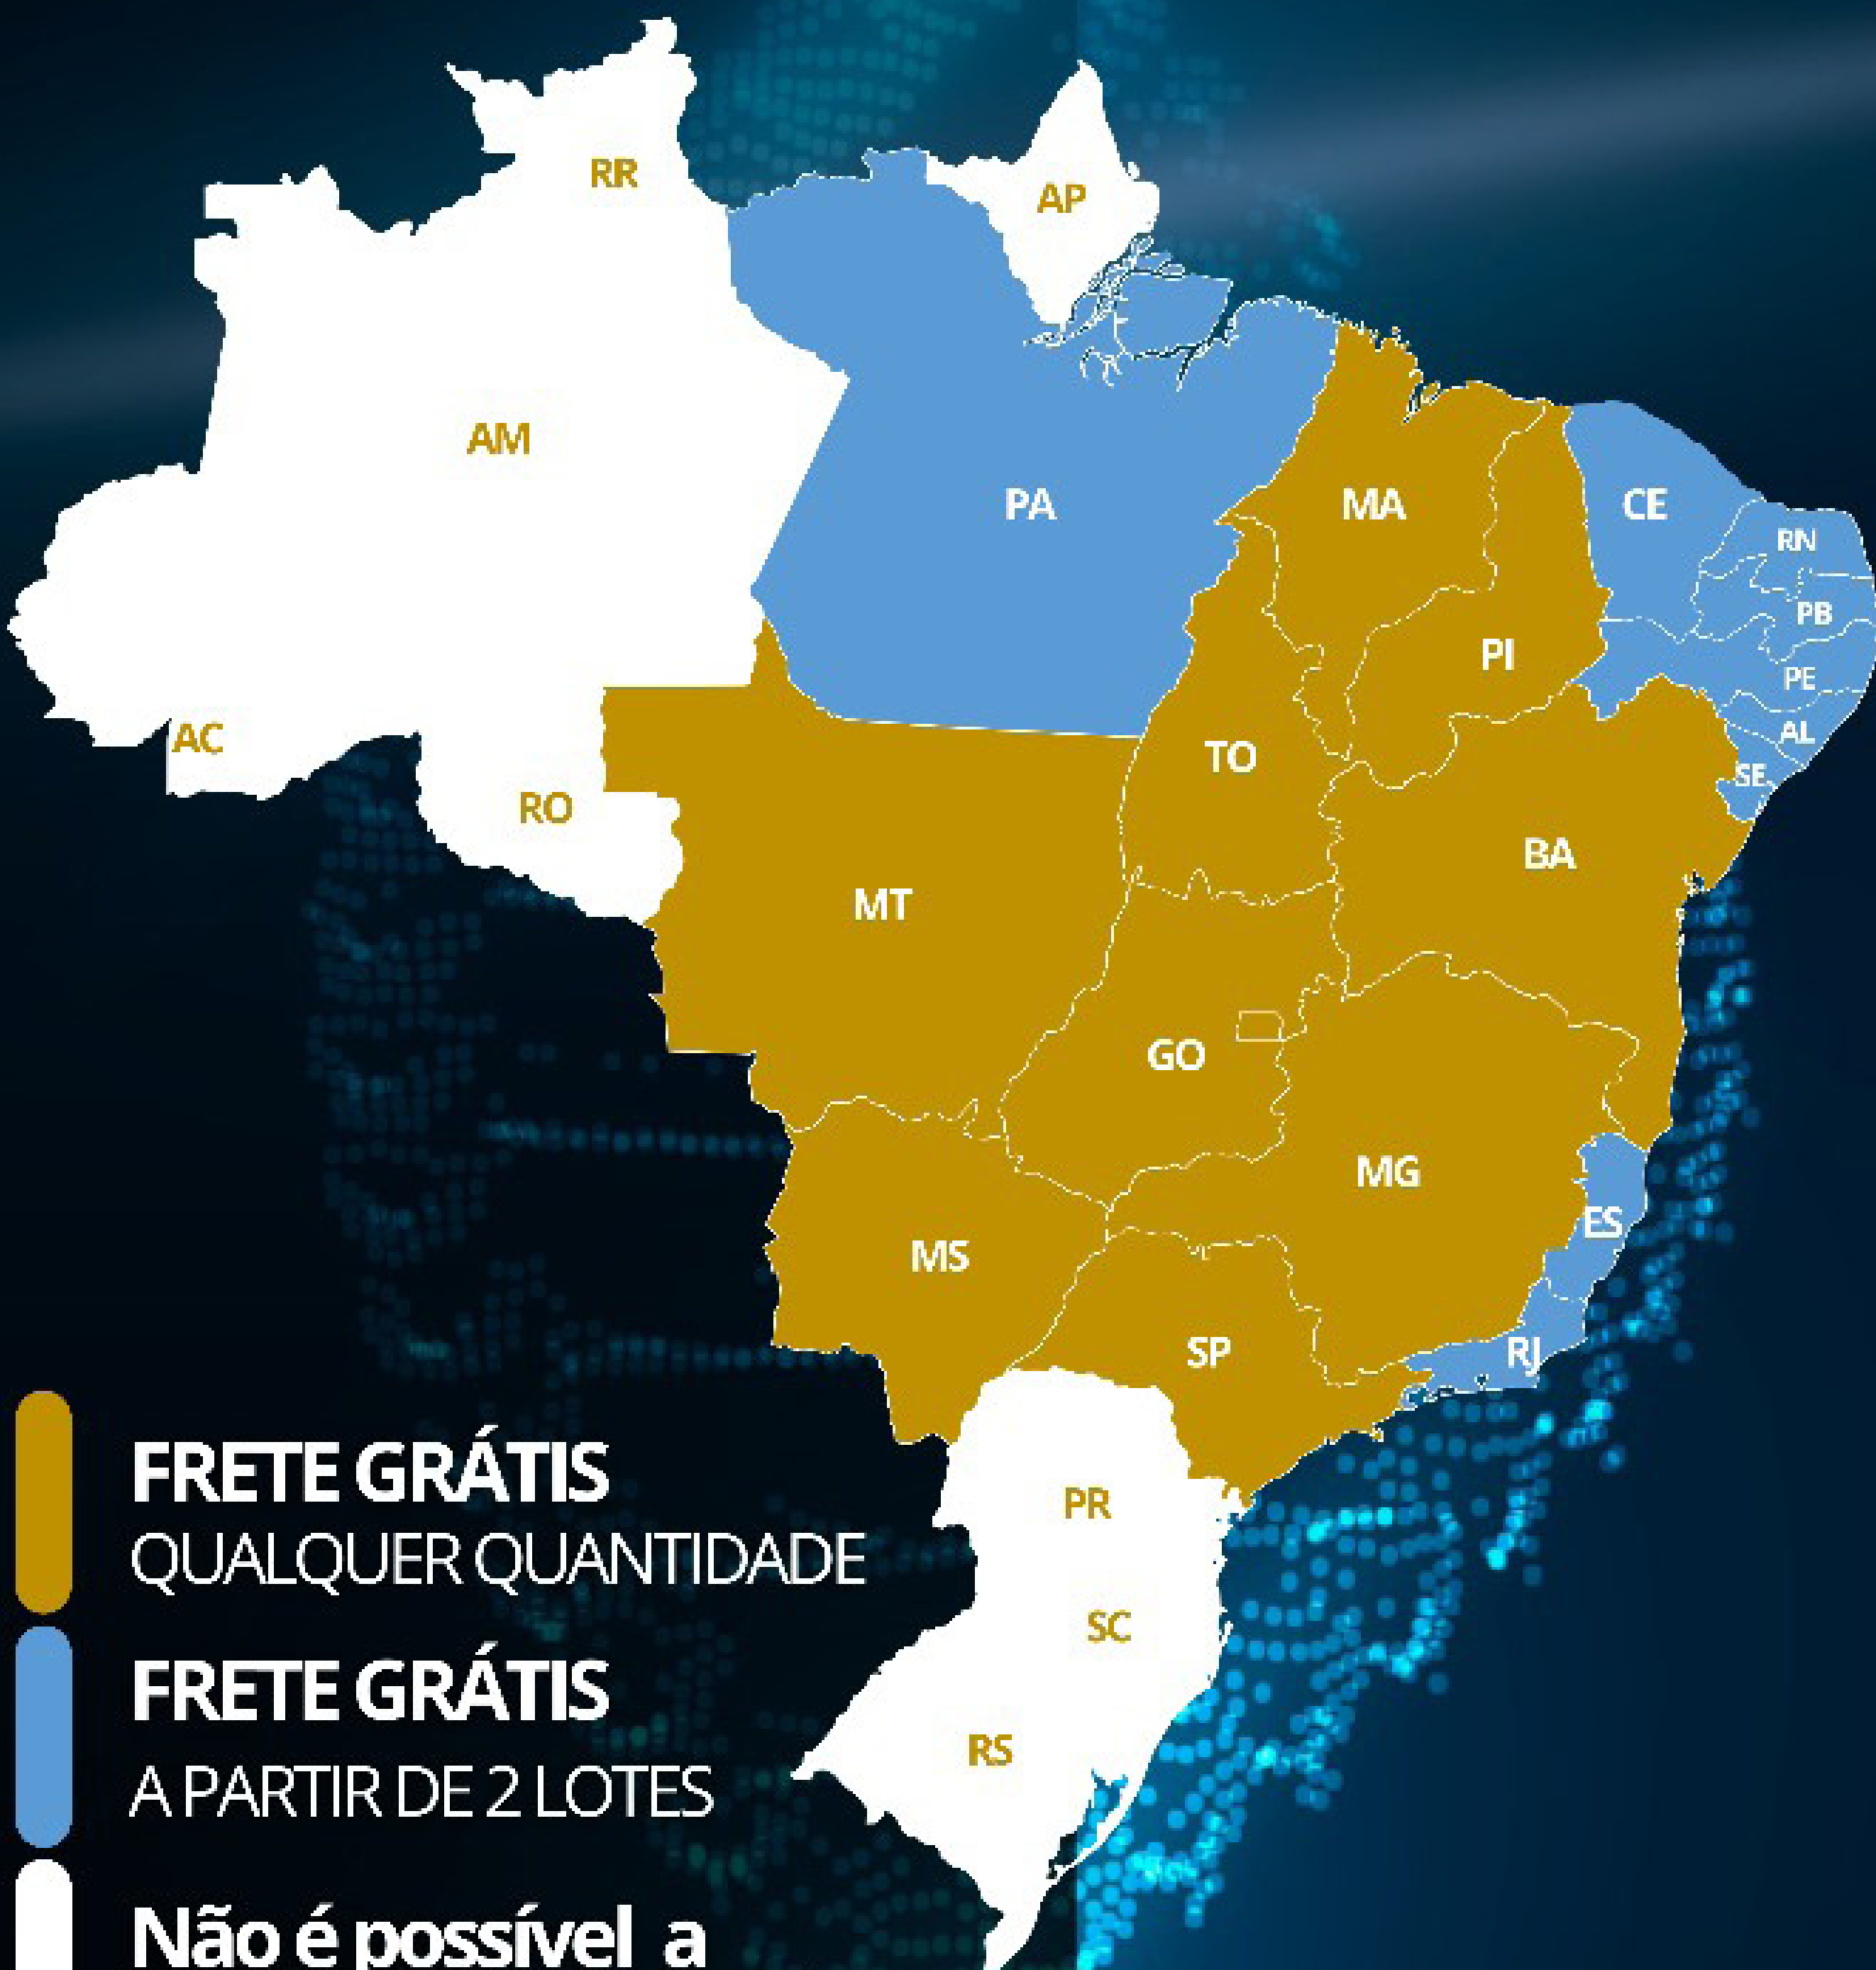 RR
AP
AM
PA
MA
CE
RN
PB
PI
PE
AL
AC
TO
SE
RO
BA
MT
GO
MG
ES
MS
SP
RJ
FRETE GRÁTIS
QUALQUER QUANTIDADE
PR
SC
FRETE GRÁTIS
A PARTIR DE 2 LOTES
RS
Não é possível a